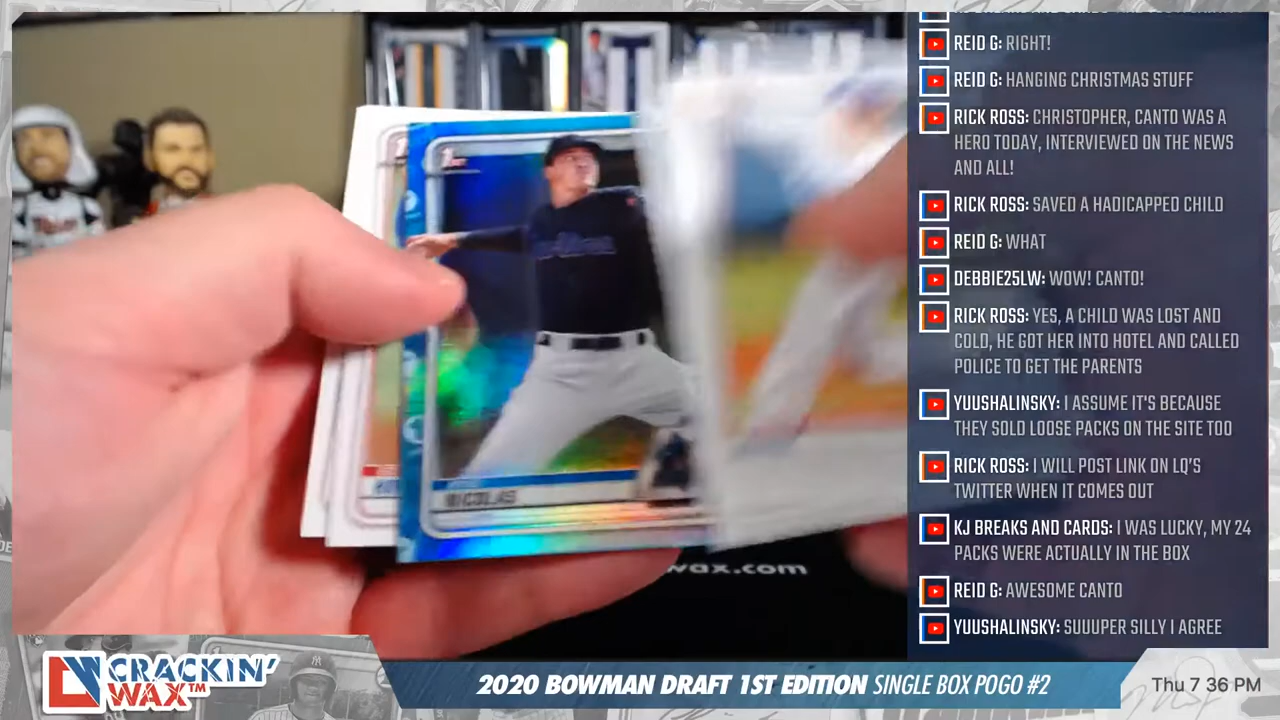 REID G: RIGHT!
REID G: HANGING CHRISTMAS STUFF
RICK ROSS: CHRISTOPHER, CANTO WAS A
HERO TODAY, INTERVIEWED ON THE NEWS
AND ALL!
RICK ROSS: SAVED A HADICAPPED CHILD
REID G: WHAT
DEBBIE25LW: WOW! CANTO!
RICK ROSS: YES, A CHILD WAS LOST AND
COLD, HE GOT HER INTO HOTEL AND CALLED
POLICE TO GET THE PARENTS
YUUSHALINSKY: I ASSUME IT'S BECAUSE
THEY SOLD LOOSE PACKS ON THE SITE TOO
RICK ROSS: I WILL POST LINK ON LQ'S
TWITTER WHEN IT COMES OUT
KJ BREAKS AND CARDS: I WAS LUCKY, MY 24
PACKS WERE ACTUALLY IN THE BOX
REID G: AWESOME CANTO
YUUSHALINSKY: SUUUPER SILLY I AGREE
1st
NICOLAS
wax.com
CRACKIN'
WAX™
2020 BOWMAN DRAFT 1ST EDITION SINGLE BOX POGO #2
Thu 7 36 PM